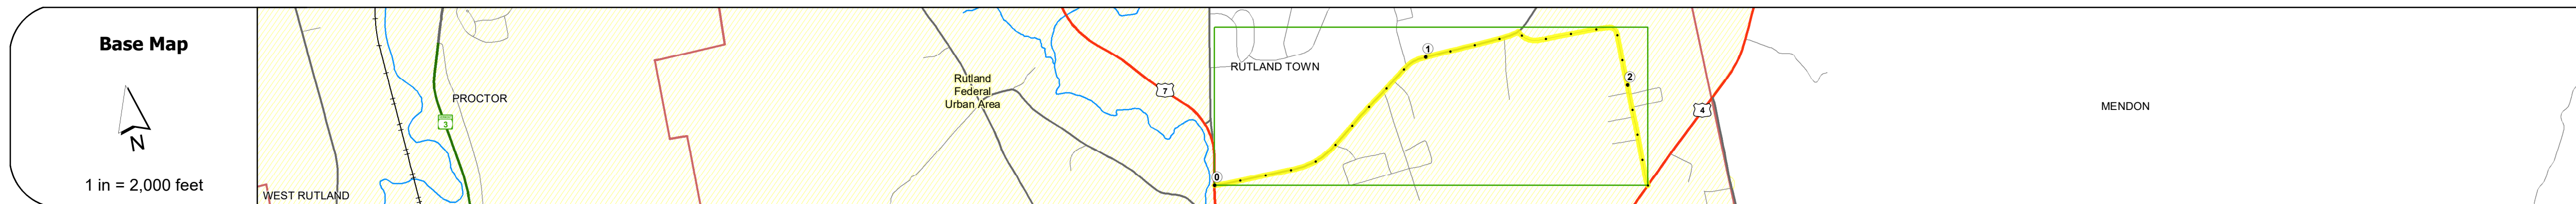 Base Map
N
1 in = 2,000 feet
WEST RUTLAND
3
PROCTOR
Rutland
Federal
Urban Area
7
0
RUTLAND TOWN
1
2
4
MENDON